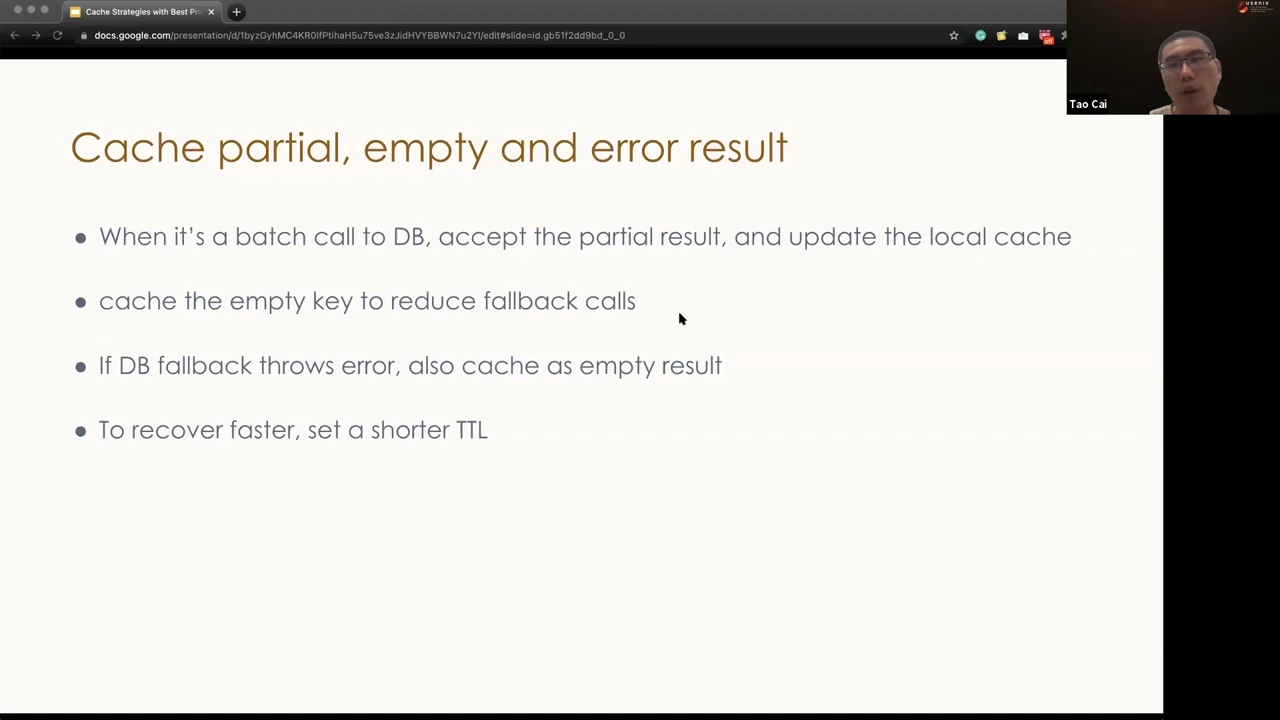 Cache Strategies with Best Pra
docs.google.com/presentation/d/1byzGyhMC4KR0IfPtihaH5u75ve3zJidHVYBBWN7u2YI/edit#slide=id.gb51f2dd9bd_0_0
usenix
Tao Cai
Cache partial, empty and error result
● When it’s a batch call to DB, accept the partial result, and update the local cache
● cache the empty key to reduce fallback calls
● If DB fallback throws error, also cache as empty result
● To recover faster, set a shorter TTL